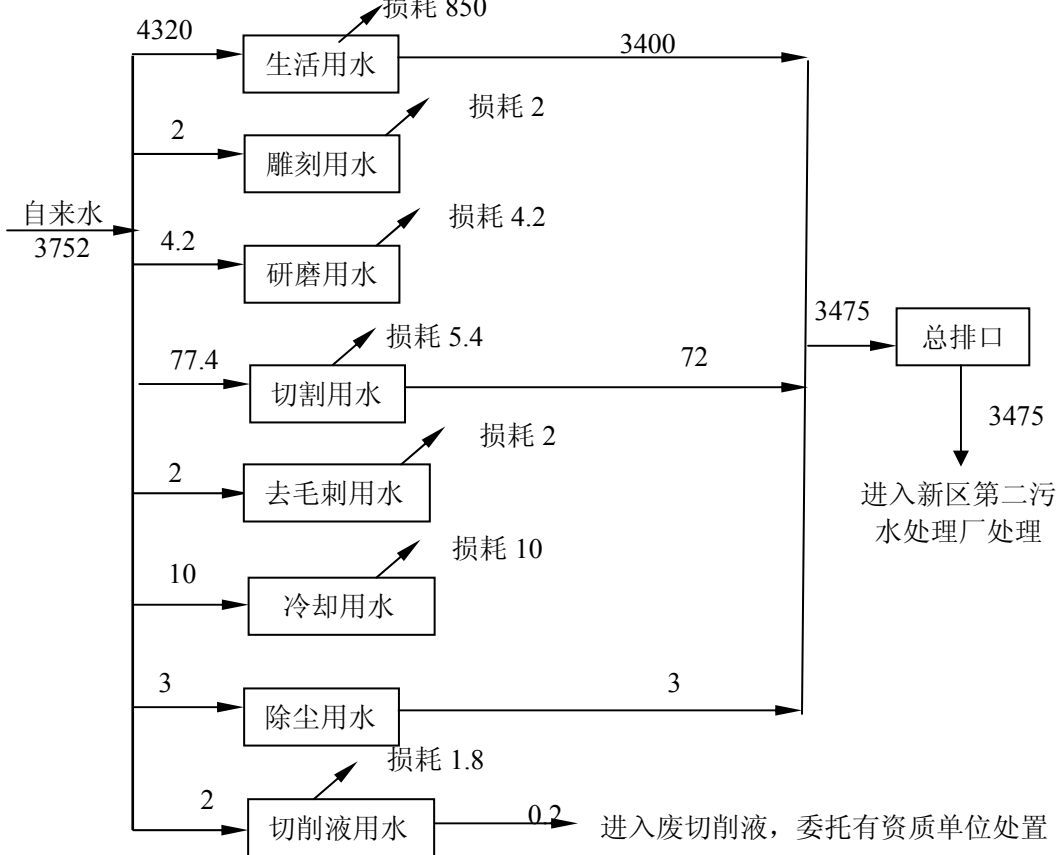 损耗 850
4320
生活用水
3400
损耗 2
2
雕刻用水
自来水
3752
损耗 4.2
4.2
研磨用水
损耗 5.4
77.4
切割用水
72
3475
总排口
3475
进入新区第二污
水处理厂处理
损耗 2
2
去毛刺用水
损耗 10
10
冷却用水
3
除尘用水
3
损耗 1.8
2
切削液用水
0.2
进入废切削液，委托有资质单位处置